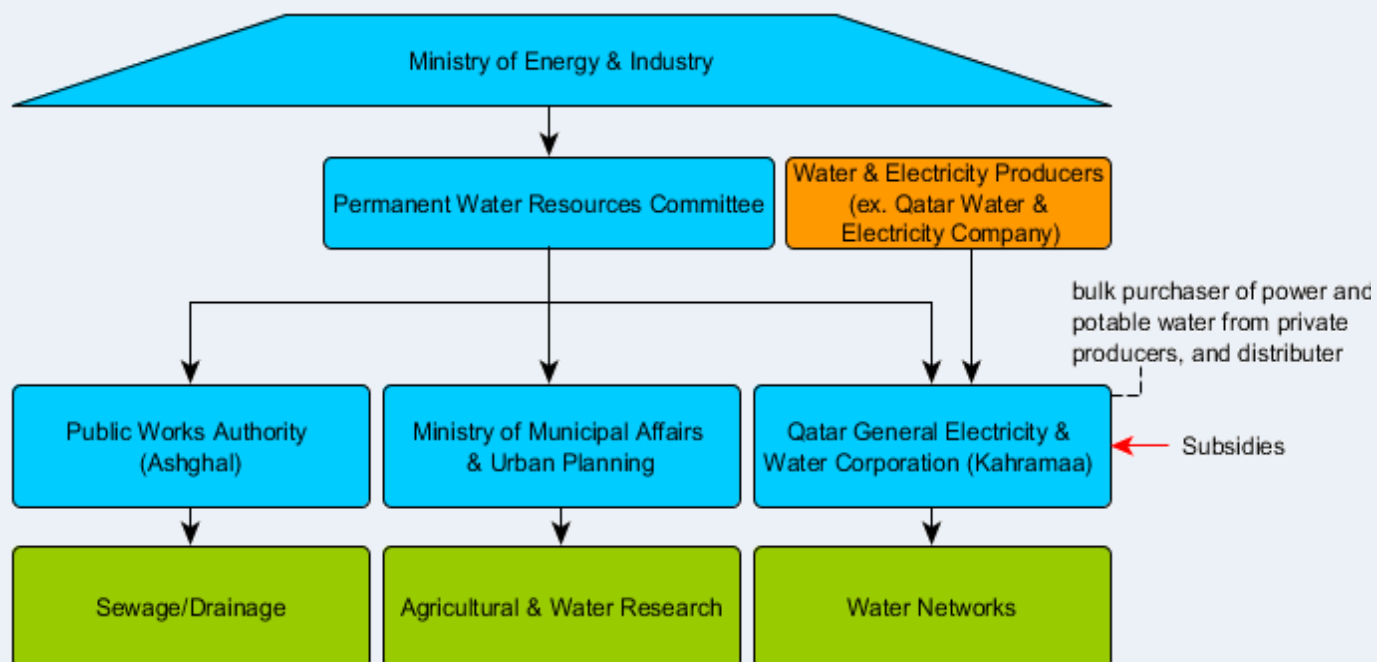 Ministry of Energy & Industry
Permanent Water Resources Committee
Water & Electricity Producers
(ex. Qatar Water &
Electricity Company)
bulk purchaser of power and
potable water from private
producers, and distributer
Public Works Authority
(Ashghal)
Ministry of Municipal Affairs
& Urban Planning
Qatar General Electricity &
Water Corporation (Kahramaa)
Subsidies
Sewage/Drainage
Agricultural & Water Research
Water Networks